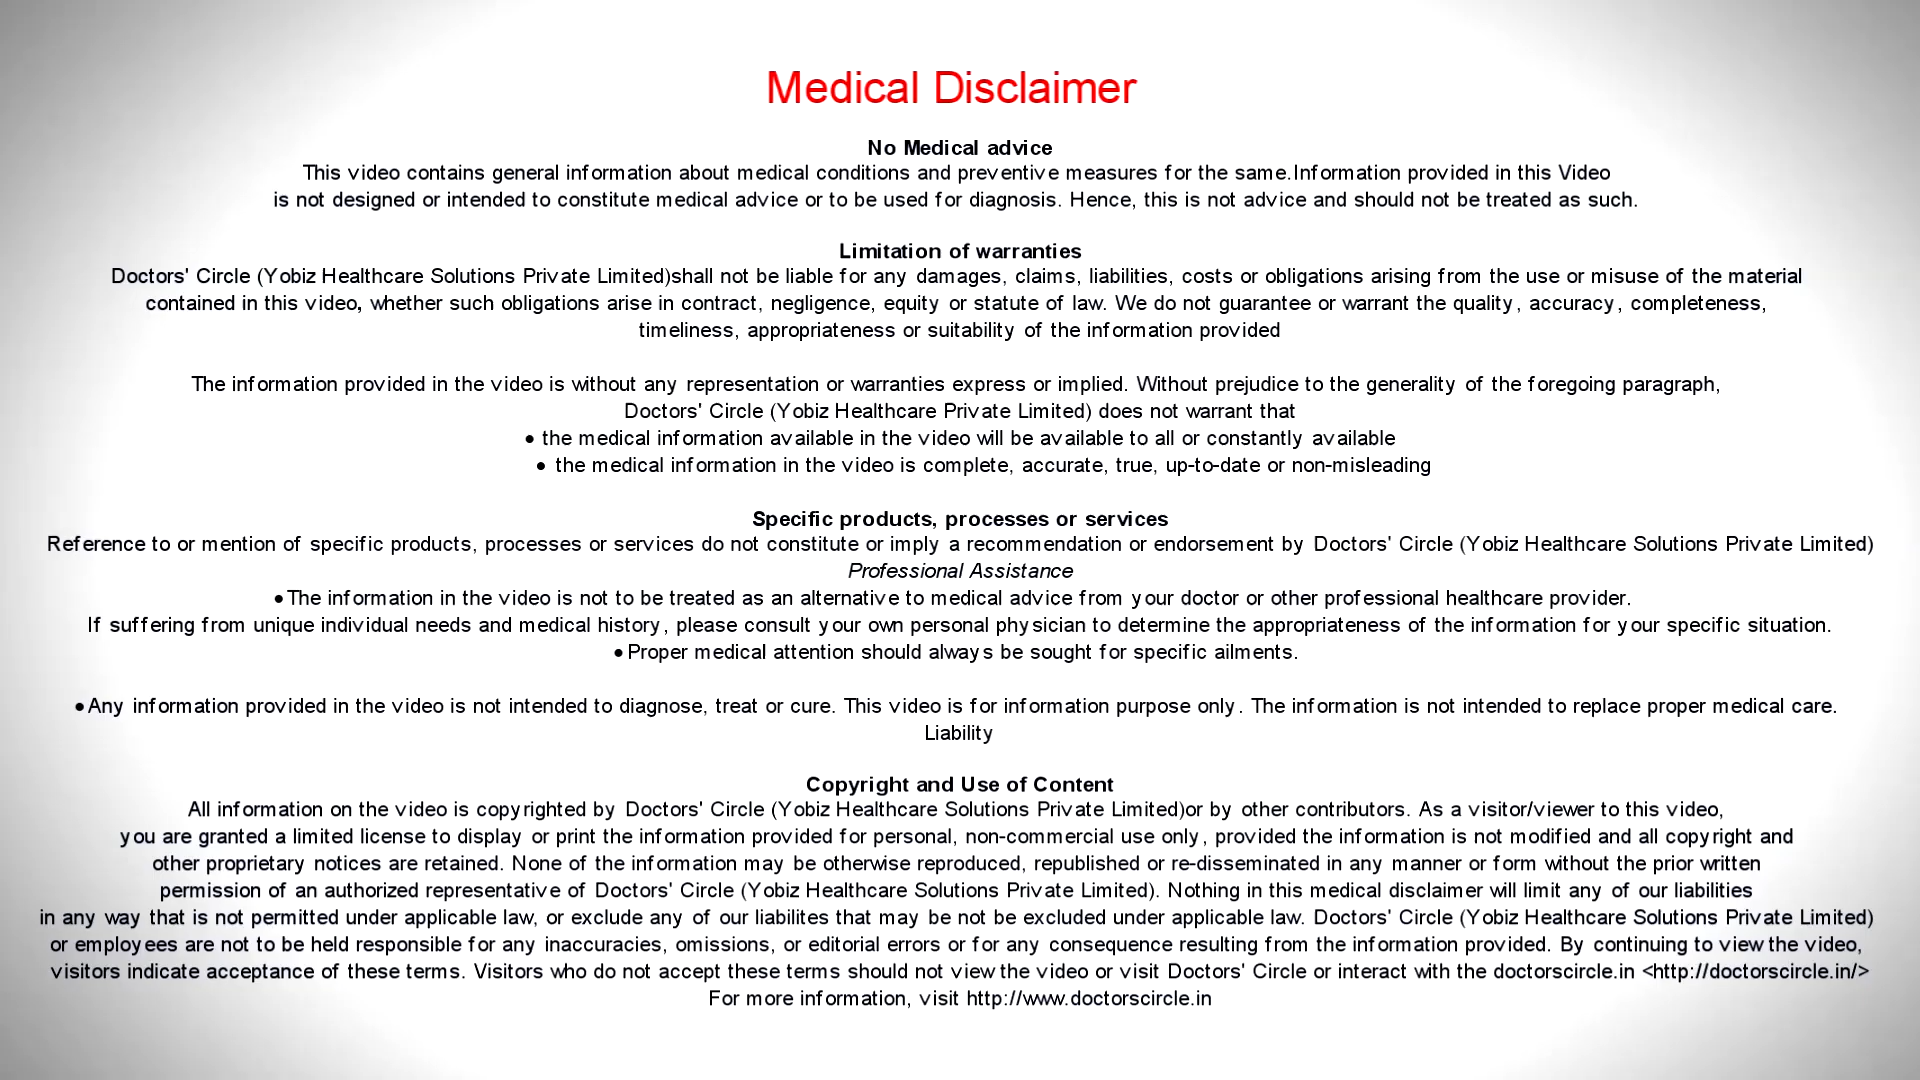 Medical Disclaimer
No Medical advice
This video contains general information about medical conditions and preventive measures for the same.Information provided in this Video
is not designed or intended to constitute medical advice or to be used for diagnosis. Hence, this is not advice and should not be treated as such.
Limitation of warranties
Doctors' Circle (Yobiz Healthcare Solutions Private Limited)shall not be liable for any damages, claims, liabilities, costs or obligations arising from the use or misuse of the material
contained in this video, whether such obligations arise in contract, negligence, equity or statute of law. We do not guarantee or warrant the quality, accuracy, completeness,
timeliness, appropriateness or suitability of the information provided
The information provided in the video is without any representation or warranties express or implied. Without prejudice to the generality of the foregoing paragraph,
Doctors' Circle (Yobiz Healthcare Private Limited) does not warrant that
• the medical information available in the video will be available to all or constantly available
• the medical information in the video is complete, accurate, true, up-to-date or non-misleading
Specific products, processes or services
Reference to or mention of specific products, processes or services do not constitute or imply a recommendation or endorsement by Doctors' Circle (Yobiz Healthcare Solutions Private Limited)
Professional Assistance
•The information in the video is not to be treated as an alternative to medical advice from your doctor or other professional healthcare provider.
If suffering from unique individual needs and medical history, please consult your own personal physician to determine the appropriateness of the information for your specific situation.
•Proper medical attention should always be sought for specific ailments.
•Any information provided in the video is not intended to diagnose, treat or cure. This video is for information purpose only. The information is not intended to replace proper medical care.
Liability
Copyright and Use of Content
All information on the video is copyrighted by Doctors' Circle (Yobiz Healthcare Solutions Private Limited)or by other contributors. As a visitor/viewer to this video,
you are granted a limited license to display or print the information provided for personal, non-commercial use only, provided the information is not modified and all copyright and
other proprietary notices are retained. None of the information may be otherwise reproduced, republished or re-disseminated in any manner or form without the prior written
permission of an authorized representative of Doctors' Circle (Yobiz Healthcare Solutions Private Limited). Nothing in this medical disclaimer will limit any of our liabilities
in any way that is not permitted under applicable law, or exclude any of our liabilites that may be not be excluded under applicable law. Doctors' Circle (Yobiz Healthcare Solutions Private Limited)
or employees are not to be held responsible for any inaccuracies, omissions, or editorial errors or for any consequence resulting from the information provided. By continuing to view the video,
visitors indicate acceptance of these terms. Visitors who do not accept these terms should not view the video or visit Doctors' Circle or interact with the doctorscircle.in <http://doctorscircle.in/>
For more information, visit http://www.doctorscircle.in